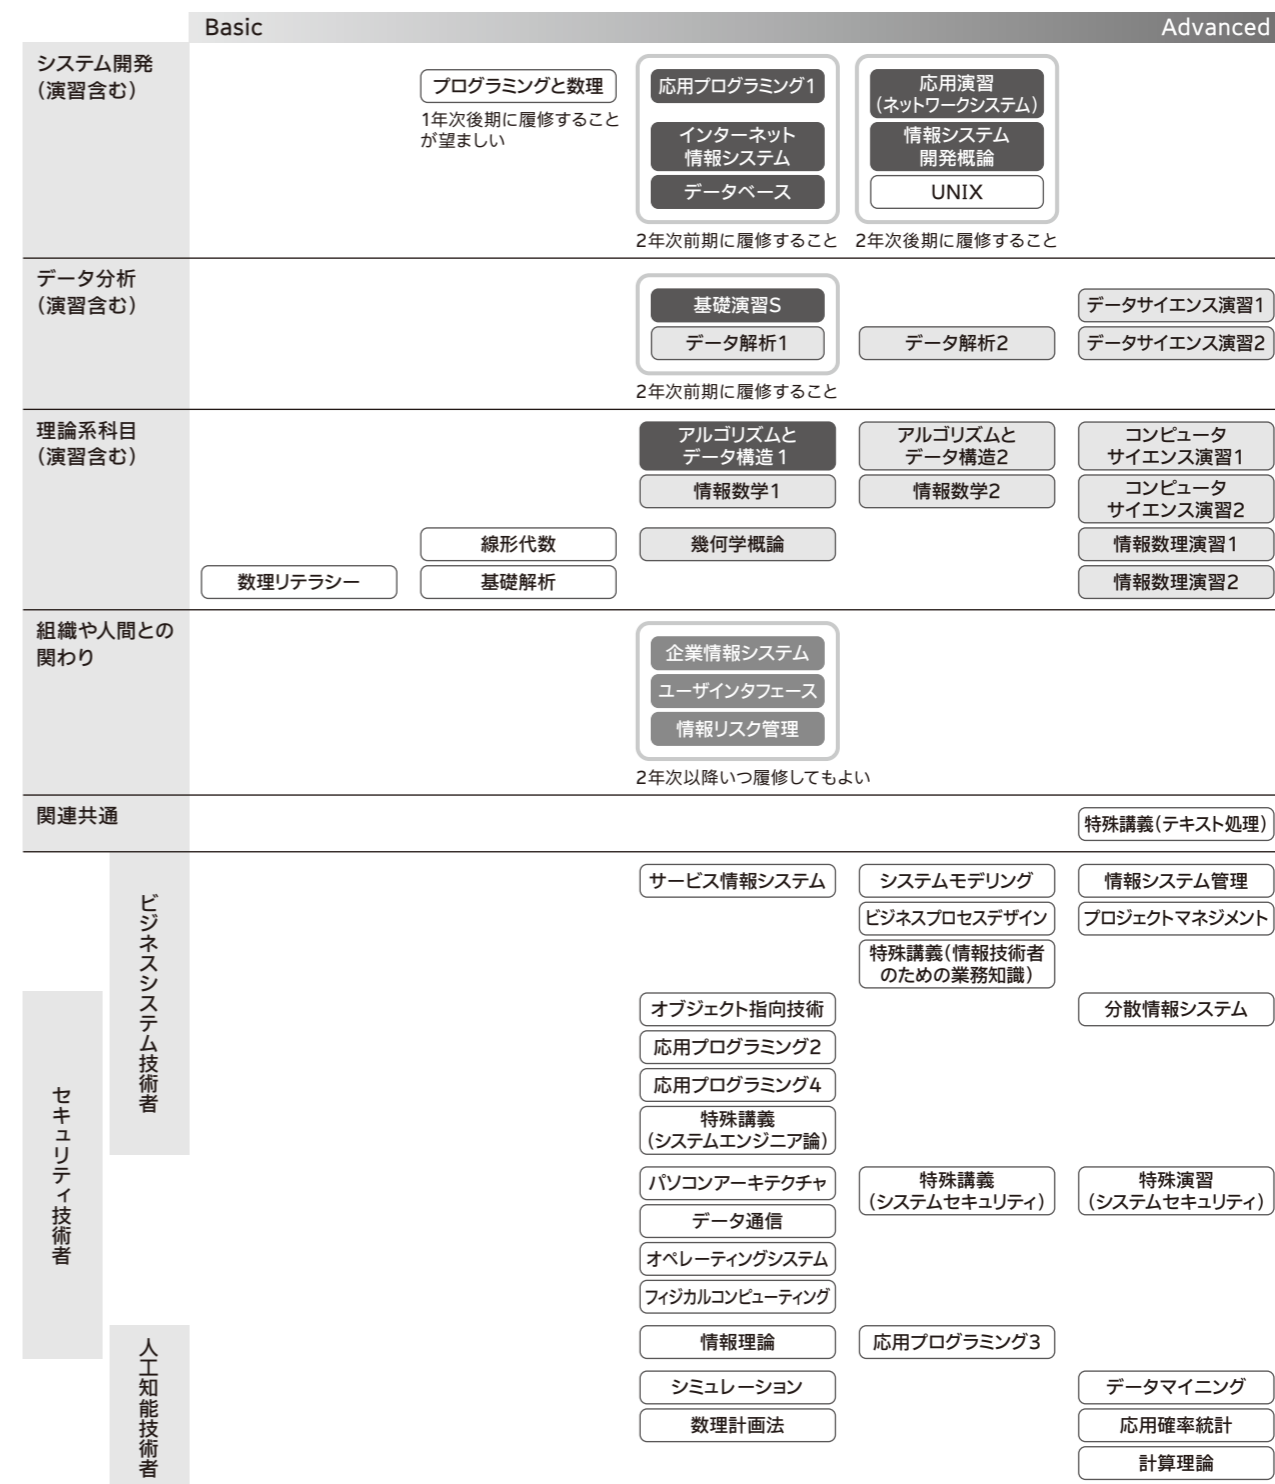 Basic
Advanced
システム開発
（演習含む）
プログラミングと数理
1年次後期に履修すること
が望ましい
応用プログラミング1
インターネット
情報システム
データベース
2年次前期に履修すること
応用演習
（ネットワークシステム）
情報システム
開発概論
UNIX
2年次後期に履修すること
データ分析
（演習含む）
基礎演習S
データ解析1
2年次前期に履修すること
データ解析2
データサイエンス演習1
データサイエンス演習2
理論系科目
（演習含む）
アルゴリズムと
データ構造1
アルゴリズムと
データ構造2
コンピュータ
サイエンス演習1
情報数学1
情報数学2
コンピュータ
サイエンス演習2
線形代数
幾何学概論
情報数理演習1
数理リテラシー
基礎解析
情報数理演習2
組織や人間との
関わり
企業情報システム
ユーザインタフェース
情報リスク管理
2年次以降いつ履修してもよい
関連共通
特殊講義（テキスト処理）
ビジネスシステム技術者
サービス情報システム
システムモデリング
情報システム管理
ビジネスプロセスデザイン
プロジェクトマネジメント
特殊講義（情報技術者
のための業務知識）
セキュリティ技術者
オブジェクト指向技術
分散情報システム
応用プログラミング2
応用プログラミング4
特殊講義
（システムエンジニア論）
パソコンアーキテクチャ
特殊講義
（システムセキュリティ）
特殊演習
（システムセキュリティ）
データ通信
オペレーティングシステム
フィジカルコンピューティング
人工知能技術者
情報理論
応用プログラミング3
シミュレーション
データマイニング
数理計画法
応用確率統計
計算理論